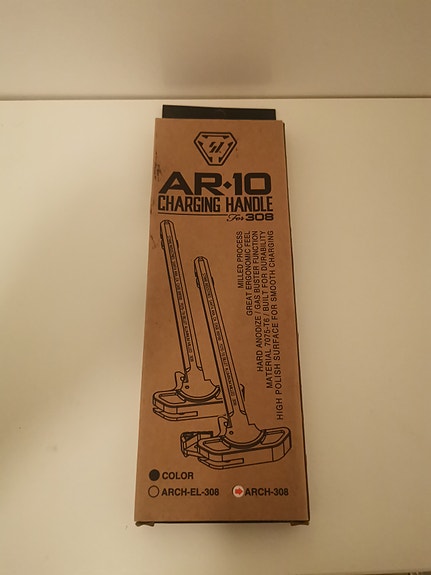 AR·10
CHARGING HANDLE
For 308
MILLED PROCESS
GREAT ERGONOMIC FEEL
HARD ANODIZE / GAS BUSTER FUNCTION
MATERIAL 7075-T6 / BUILT FOR DURABILITY
HIGH POLISH SURFACE FOR SMOOTH CHARGING
COLOR
ARCH-EL-308
ARCH-308